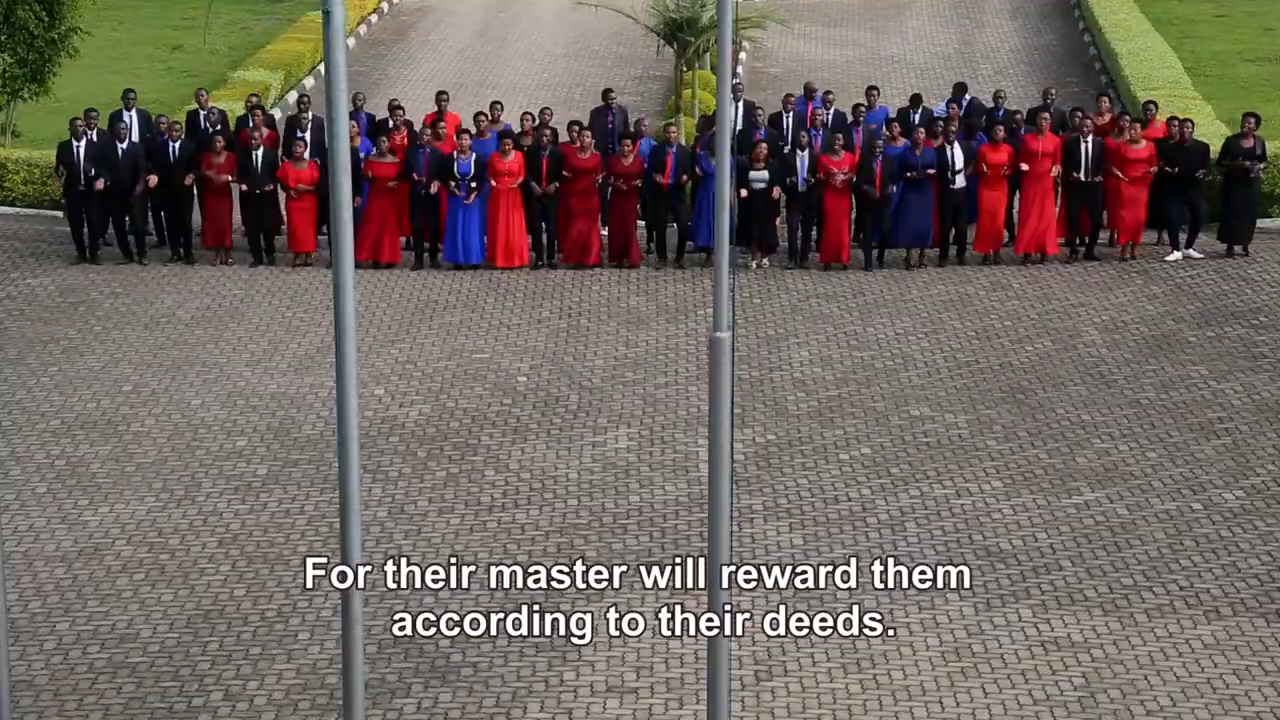 For their master will reward them
according to their deeds.